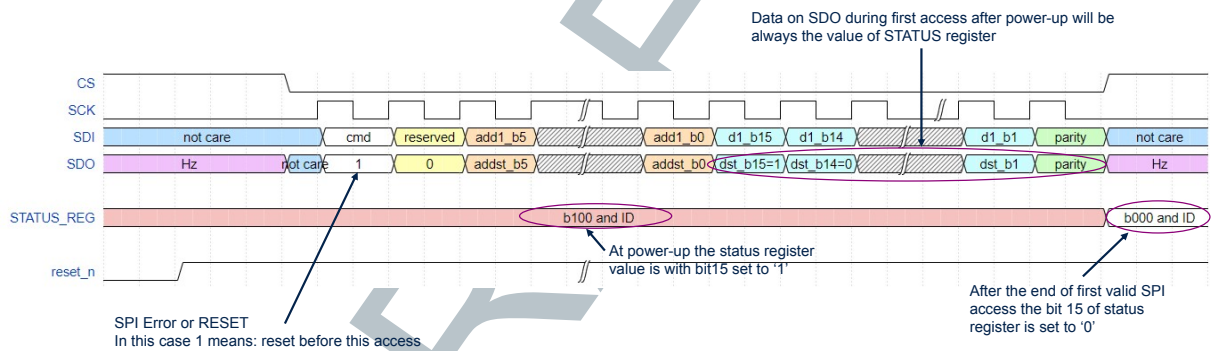 Data on SDO during first access after power-up will be
always the value of STATUS register
CS
SCK
SDI not care cmd reserved add1_b5 add1_b0 d1_b15 d1_b14 d1_b1 parity not care
SDO Hz not care 1 0 addst_b5 addst_b0 dst_b15=1 dst_b14=0 dst_b1 parity Hz
STATUS_REG b100 and ID b000 and ID
At power-up the status register
value is with bit15 set to ‘1’
reset_n
After the end of first valid SPI
access the bit 15 of status
register is set to ‘0’
SPI Error or RESET
In this case 1 means: reset before this access